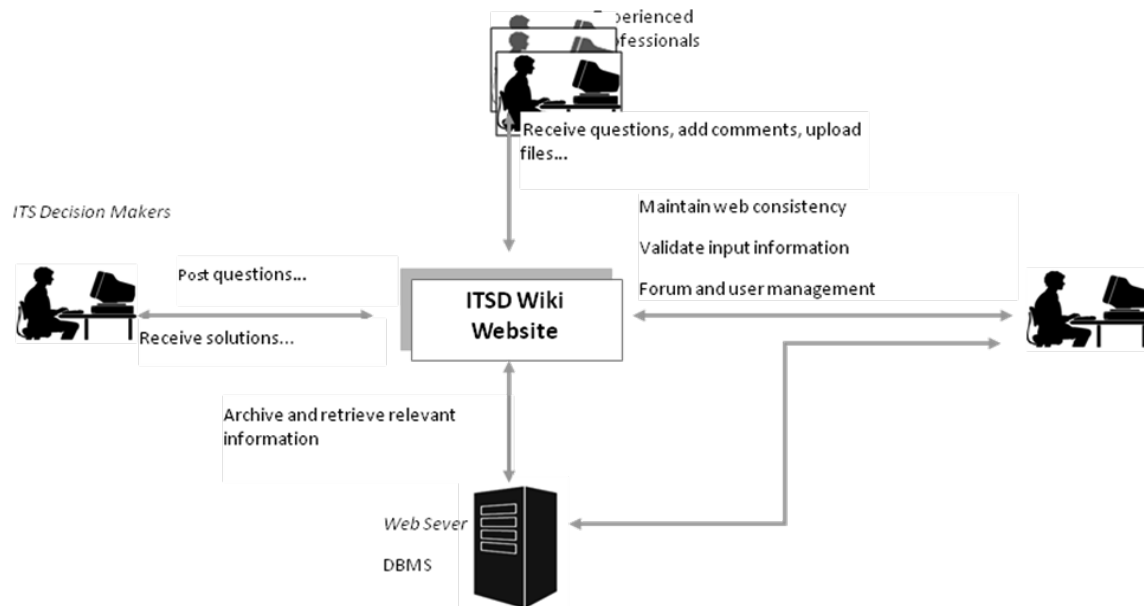 Experienced
Professionals
Receive questions, add comments, upload
files...
ITS Decision Makers
Maintain web consistency
Validate input information
Forum and user management
Post questions...
Receive solutions...
ITSD Wiki
Website
Archive and retrieve relevant
information
Web Sever
DBMS